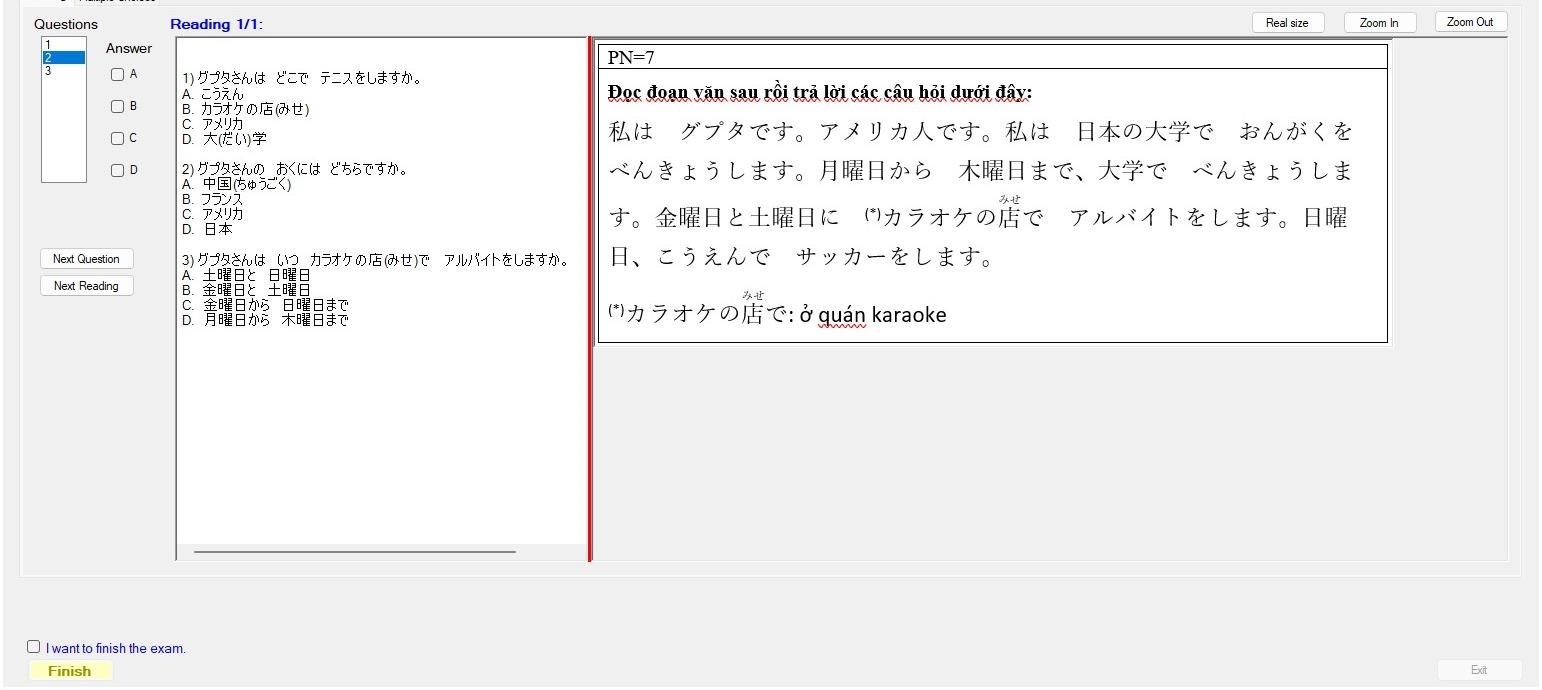 Questions
Reading 1/1:
Real size
Zoom In
Zoom Out
1
2
3
Answer
A
B
C
D
Next Question
Next Reading
1) グプタさんは どこで テニスをしますか。
A. こうえん
B. カラオケの店(みせ)
C. アメリカ
D. 大(だい)学
2) グプタさんの おくには どちらですか。
A. 中国(ちゅうごく)
B. フランス
C. アメリカ
D. 日本
3) グプタさんは いつ カラオケの店(みせ)で アルバイトをしますか。
A. 土曜日と 日曜日
B. 金曜日と 土曜日
C. 金曜日から 日曜日まで
D. 月曜日から 木曜日まで
PN=7
Đọc đoạn văn sau rồi trả lời các câu hỏi dưới đây:
私は グプタです。アメリカ人です。私は 日本の大学で おんがくを
べんきょうします。月曜日から 木曜日まで、大学で べんきょうしま
みせ
す。金曜日と土曜日に (*)カラオケの店で アルバイトをします。日曜
日、こうえんで サッカーをします。
みせ
(*)カラオケの店で: ở quán karaoke
I want to finish the exam.
Finish
Exit